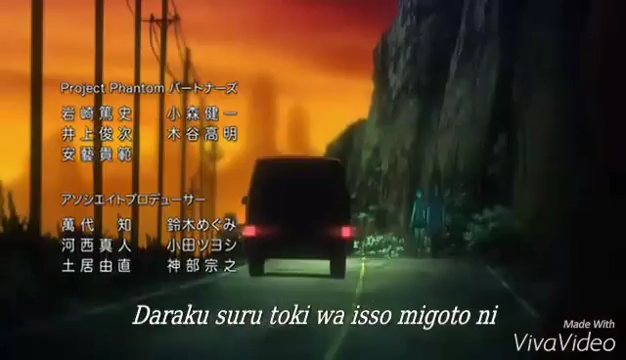 Project Phantom パートナーズ
岩崎篤史 小森健一
井上俊次 木谷高明
安藝貴範
アソシエイトプロデューサー
萬代 知 鈴木めぐみ
河西真人 小田ツヨシ
土居由直 神部宗之
Daraku suru toki wa isso migoto ni
Made With
VivaVideo